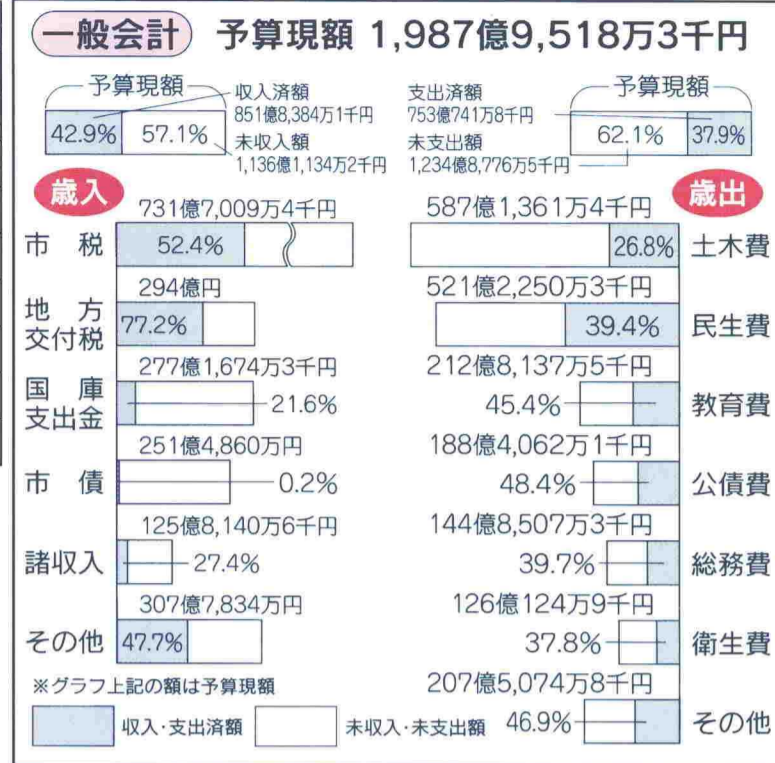 一般会計 予算現額 1,987億9,518万3千円
予算現額
収入済額
851億8,384万1千円
42.9% 57.1%
未収入額
1,136億1,134万2千円
支出済額
753億741万8千円
予算現額
未支出額
1,234億8,776万5千円
62.1% 37.9%
歳入
731億7,009万4千円
市税 52.4%
294億円
地方
交付税
77.2%
277億1,674万3千円
国庫
支出金
21.6%
251億4,860万円
市債 0.2%
125億8,140万6千円
諸収入 27.4%
307億7,834万円
その他 47.7%
歳出
587億1,361万4千円
26.8% 土木費
521億2,250万3千円
39.4% 民生費
212億8,137万5千円
45.4% 教育費
188億4,062万1千円
48.4% 公債費
144億8,507万3千円
39.7% 総務費
126億124万9千円
37.8% 衛生費
207億5,074万8千円
46.9% その他
※グラフ上記の額は予算現額
収入・支出済額 未収入・未支出額